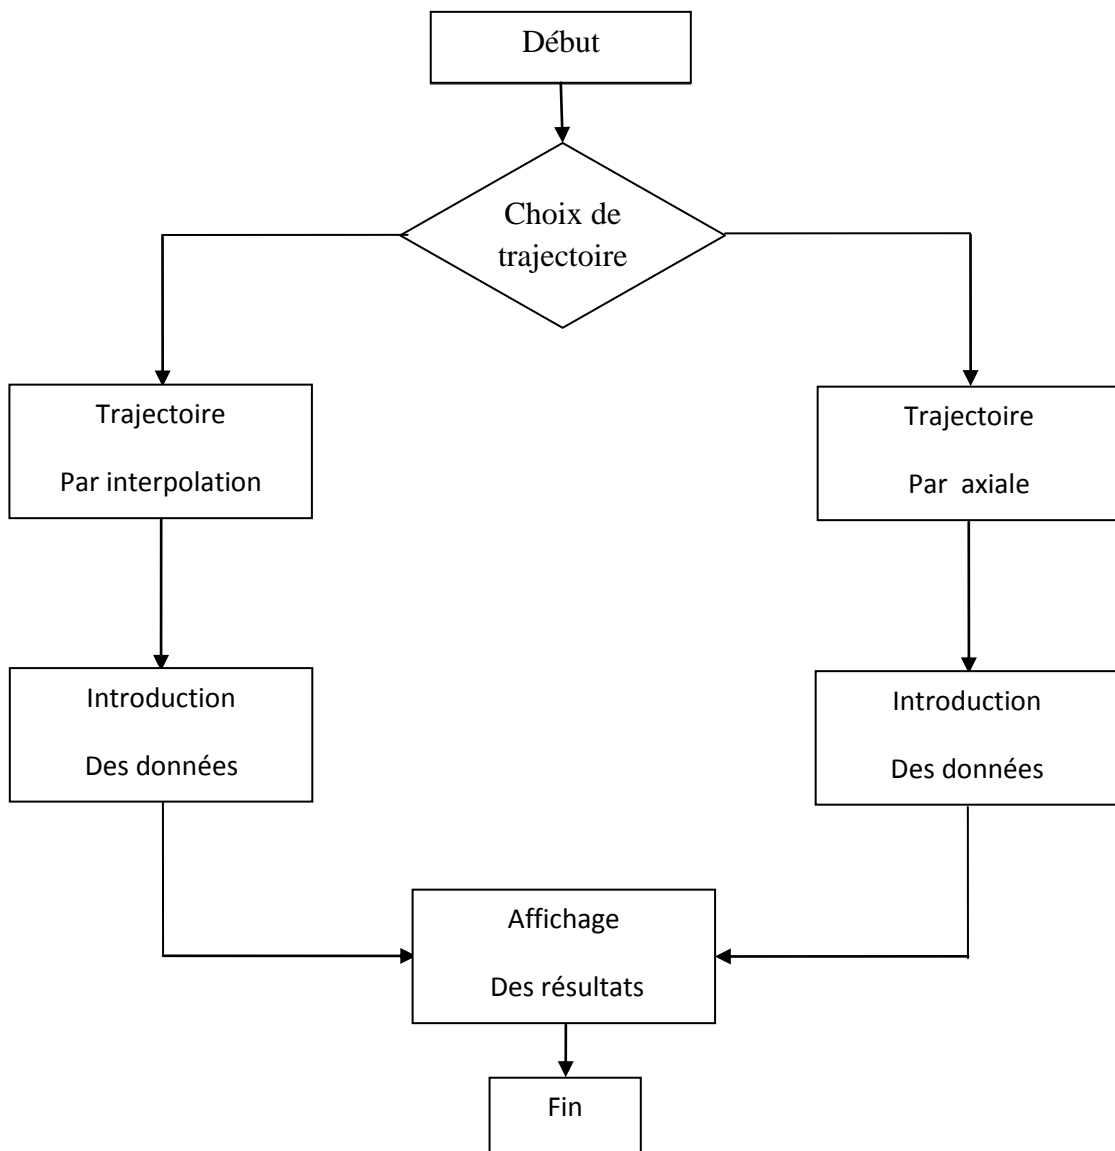 Début
Choix de
trajectoire
Trajectoire
Par interpolation
Trajectoire
Par axiale
Introduction
Des données
Introduction
Des données
Affichage
Des résultats
Fin